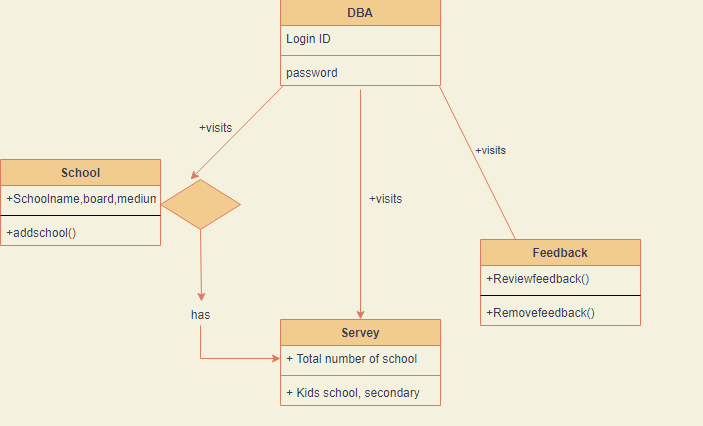 DBA
Login ID
password
+visits
+visits
+visits
School
+Schoolname,board,medium
+addschool()
has
Servey
+ Total number of school
+ Kids school, secondary
Feedback
+Reviewfeedback()
+Removefeedback()